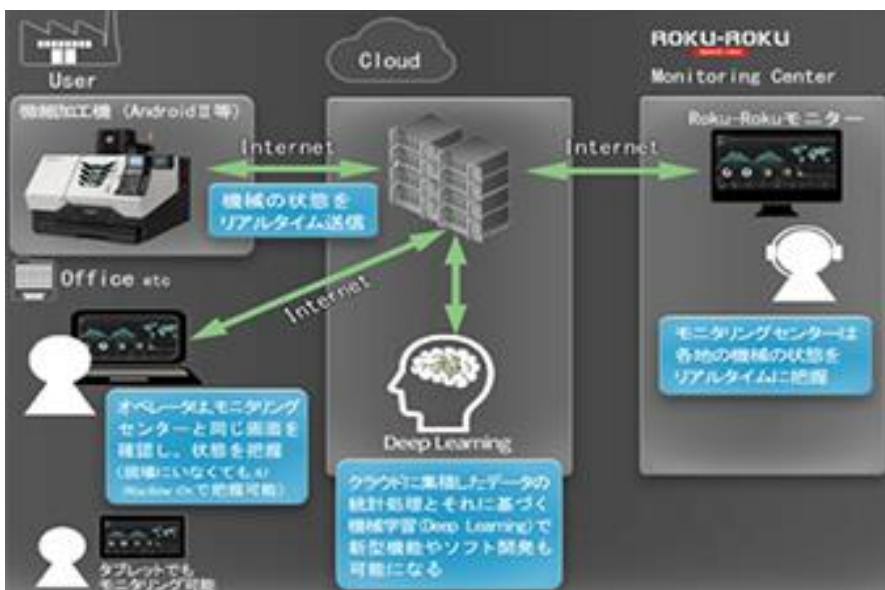 User
機械加工機 (AndroidⅡ等)
Internet
機械の状態を
リアルタイム送信
Office etc
Internet
オペレータは、モニタリング
センターと同じ画面を
確認し、状態を把握
(現場にいなくても
で把握可能)
タブレットでも
モニタリング可能
Cloud
Deep Learning
クラウドに集積したデータの
統計処理とそれに基づく
機械学習(Deep Learning)で
新型機能やソフト開発も
可能になる
Internet
ROKU-ROKU
Monitoring Center
Roku-Rokuモニター
モニタリングセンターは
各地の機械の状態を
リアルタイムに把握